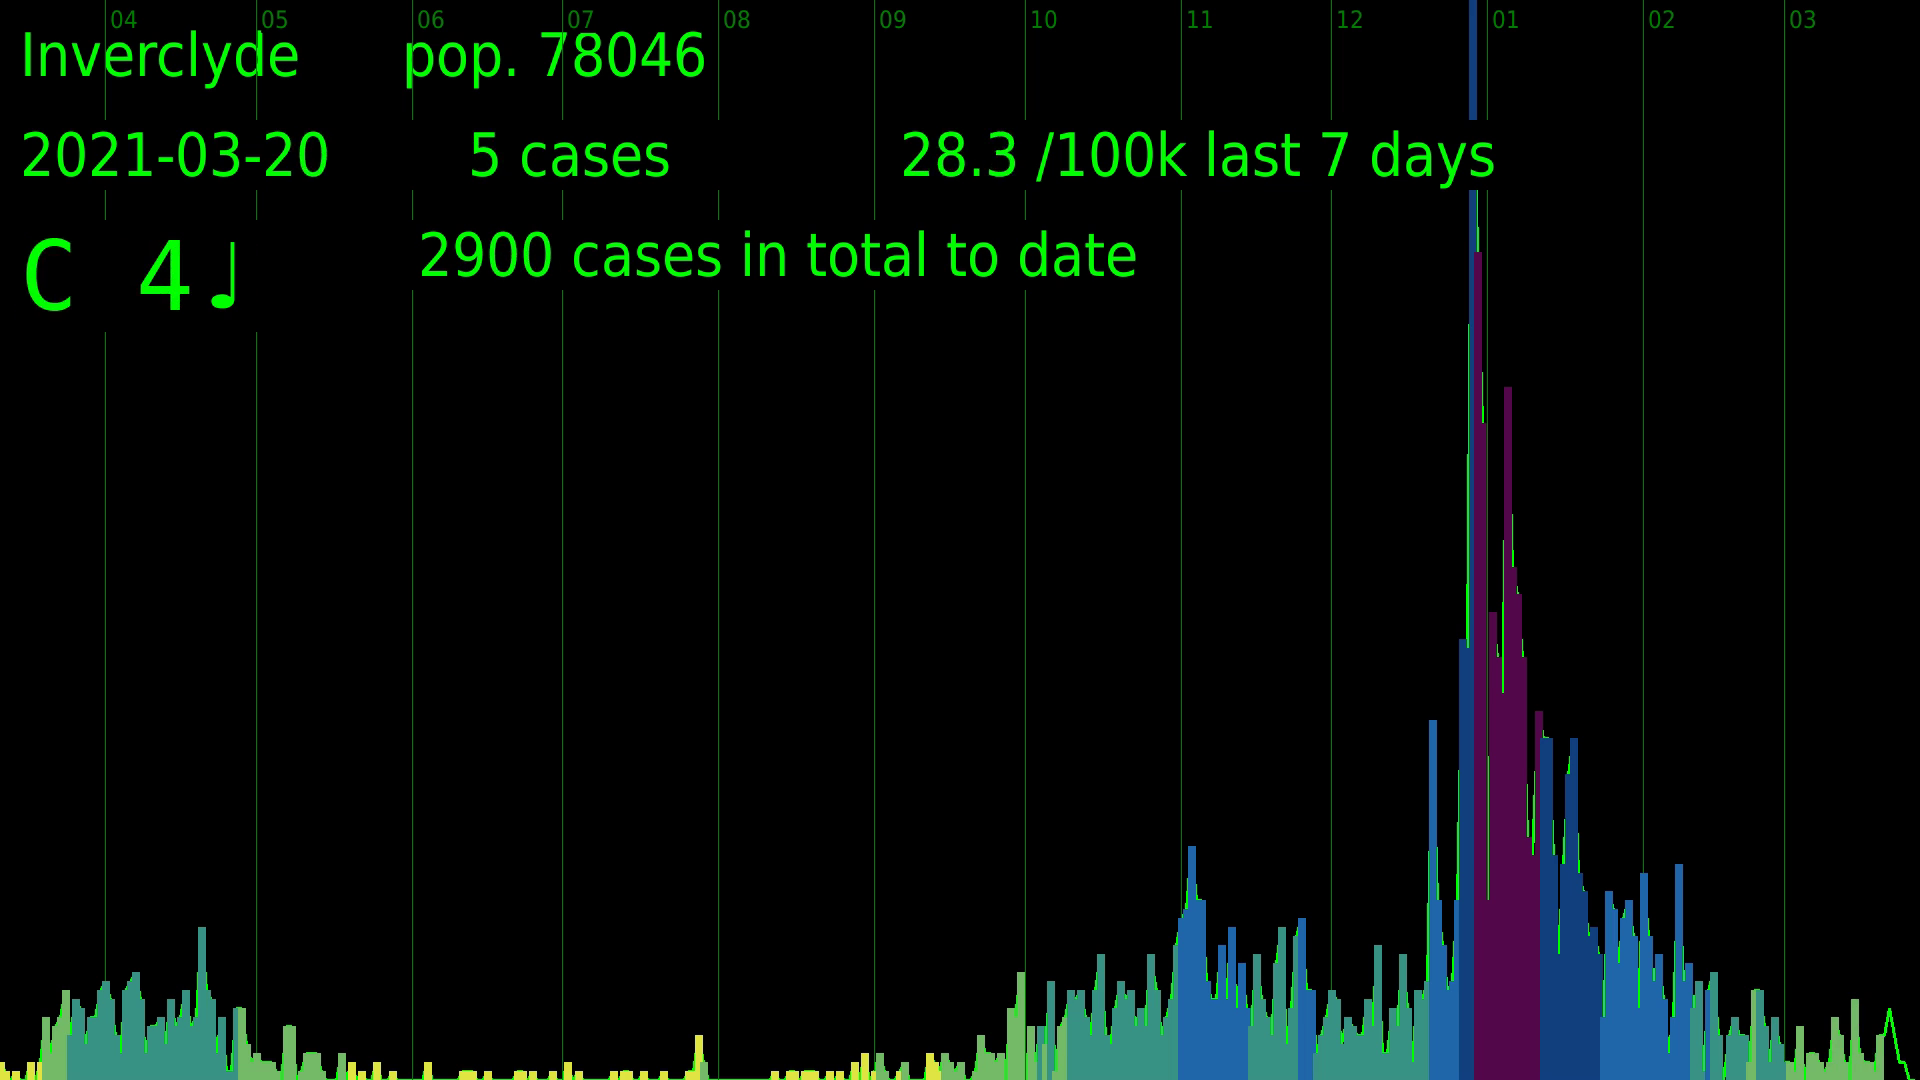 04 05 06 07 08 09 10 11 12 01 02 03
Inverclyde pop. 78046
2021-03-20 5 cases 28.3 /100k last 7 days
C 4♩ 2900 cases in total to date